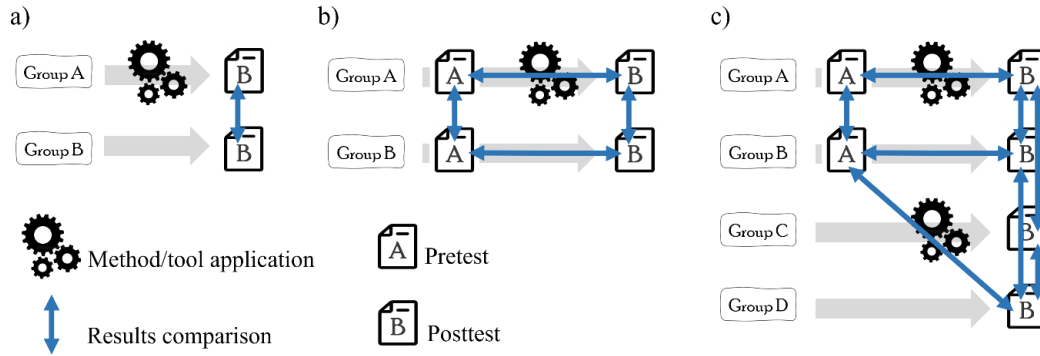 a)
b)
c)
Group A
B
Group A
A
B
Group A
A
B
Group B
B
Group B
A
B
Group B
A
B
Group C
B
Method/tool application
A
Pretest
Group D
B
Results comparison
B
Posttest